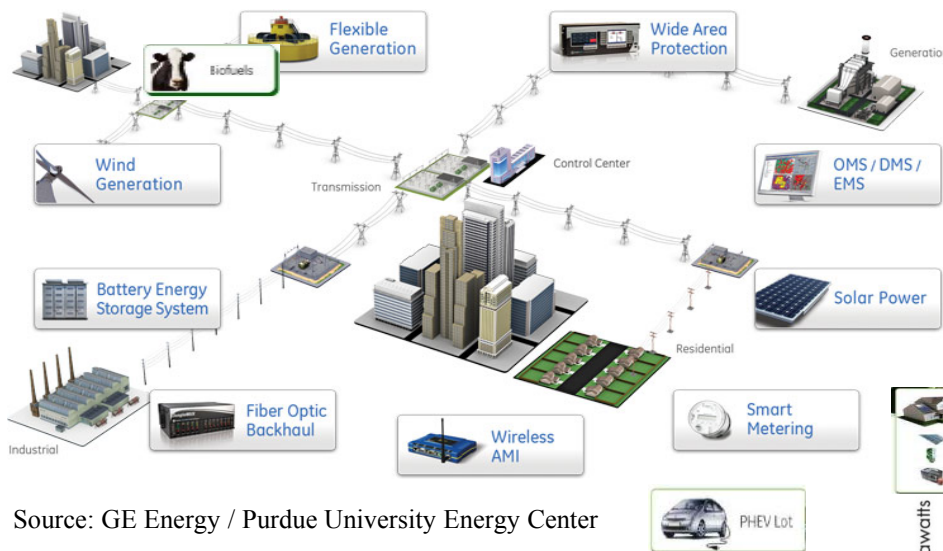 Flexible
Generation
Biofuells
Wide Area
Protection
Generation
Wind
Generation
Transmission
Control Center
OMS / DMS /
EMS
Battery Energy
Storage System
Solar Power
Residential
Industrial
Fiber Optic
Backhaul
Wireless
AMI
Smart
Metering
Source: GE Energy / Purdue University Energy Center
PHEV Lot
awatts